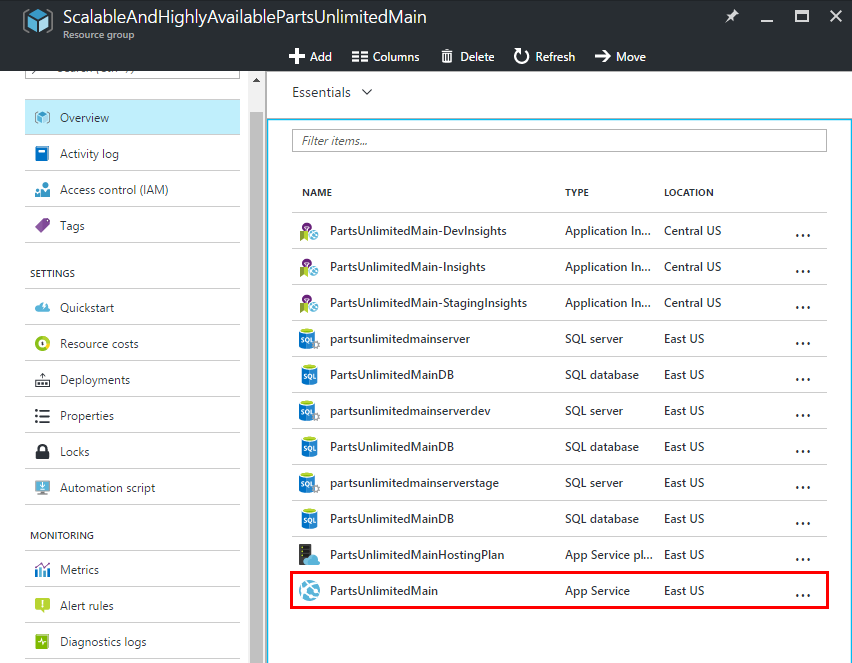 ScalableAndHighlyAvailablePartsUnlimitedMain
Resource group
Add Columns Delete Refresh Move
Overview
Activity log
Access control (IAM)
Tags
SETTINGS
Quickstart
Resource costs
Deployments
Properties
Locks
Automation script
MONITORING
Metrics
Alert rules
Diagnostics logs
Essentials
Filter items...
NAME TYPE LOCATION
PartsUnlimitedMain-DevInsights Application In... Central US ...
PartsUnlimitedMain-Insights Application In... Central US ...
PartsUnlimitedMain-StagingInsights Application In... Central US ...
partsunlimitedmainserver SQL server East US ...
PartsUnlimitedMainDB SQL database East US ...
partsunlimitedmainserverdev SQL server East US ...
PartsUnlimitedMainDB SQL database East US ...
partsunlimitedmainserverstage SQL server East US ...
PartsUnlimitedMainDB SQL database East US ...
PartsUnlimitedMainHostingPlan App Service pl... East US ...
PartsUnlimitedMain App Service East US ...